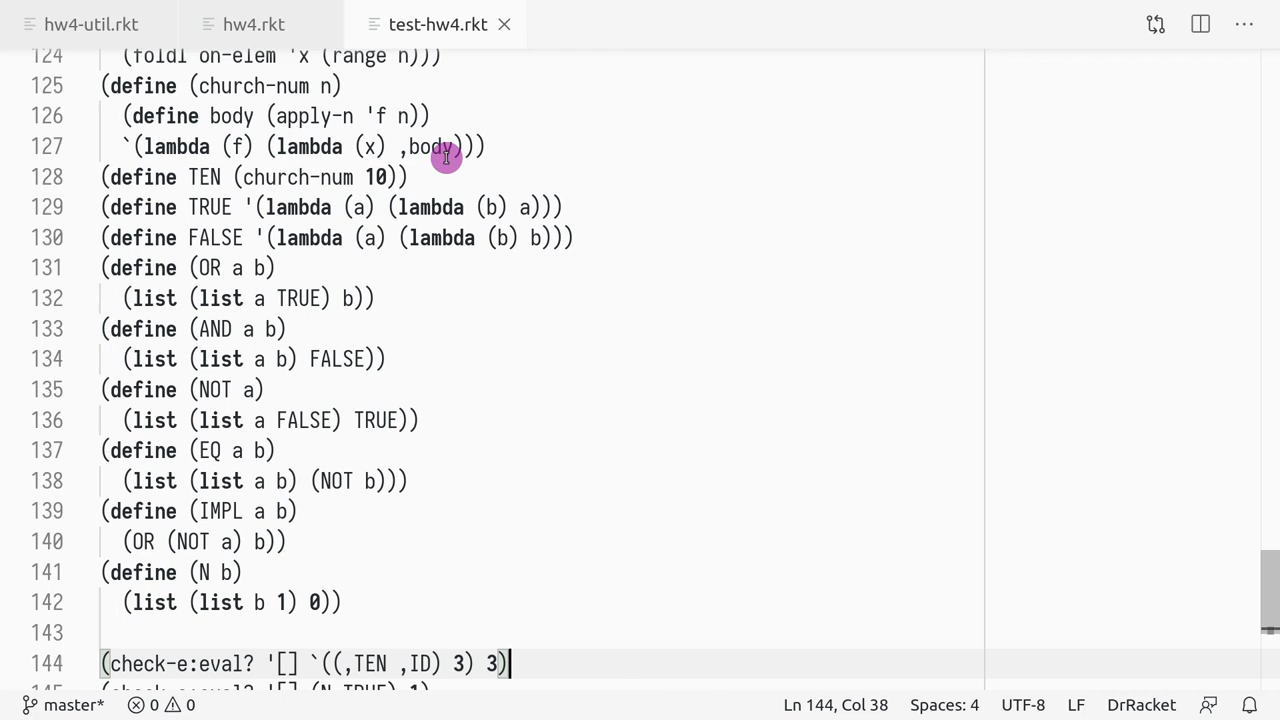 hw4-util.rkt hw4.rkt test-hw4.rkt
124 (foldl on-elem 'x (range n)))
125 (define (church-num n)
126 (define body (apply-n 'f n))
127 `(lambda (f) (lambda (x) ,body)))
128 (define TEN (church-num 10))
129 (define TRUE '(lambda (a) (lambda (b) a)))
130 (define FALSE '(lambda (a) (lambda (b) b)))
131 (define (OR a b)
132 (list (list a TRUE) b))
133 (define (AND a b)
134 (list (list a b) FALSE))
135 (define (NOT a)
136 (list (list a FALSE) TRUE))
137 (define (EQ a b)
138 (list (list a b) (NOT b)))
139 (define (IMPL a b)
140 (OR (NOT a) b))
141 (define (N b)
142 (list (list b 1) 0))
143
144 (check-e:eval? '[] `((,TEN ,ID) 3) 3)
145 (check-e:eval? '[] (N TRUE) 1)
master* 0 0 Ln 144, Col 38 Spaces: 4 UTF-8 LF DrRacket